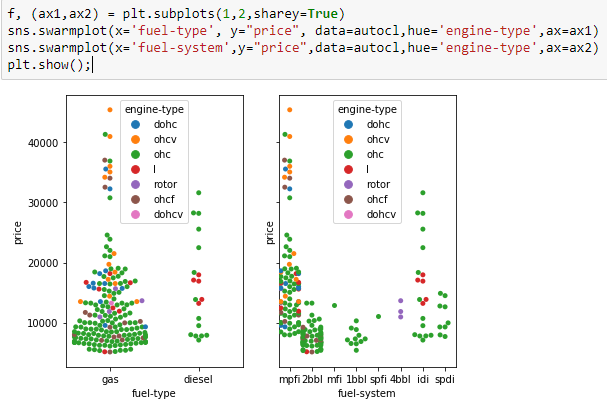 f, (ax1,ax2) = plt.subplots(1,2,sharey=True)
sns.swarmplot(x='fuel-type', y="price", data=autocl,hue='engine-type',ax=ax1)
sns.swarmplot(x='fuel-system',y="price",data=autocl,hue='engine-type',ax=ax2)
plt.show();
engine-type
dohc
ohcv
ohc
l
rotor
ohcf
dohcv
40000
30000
20000
10000
price
gas diesel
fuel-type
engine-type
dohc
ohcv
ohc
l
rotor
ohcf
dohcv
price
mpfi 2bbl mfi 1bbl spfi 4bbl idi spdi
fuel-system